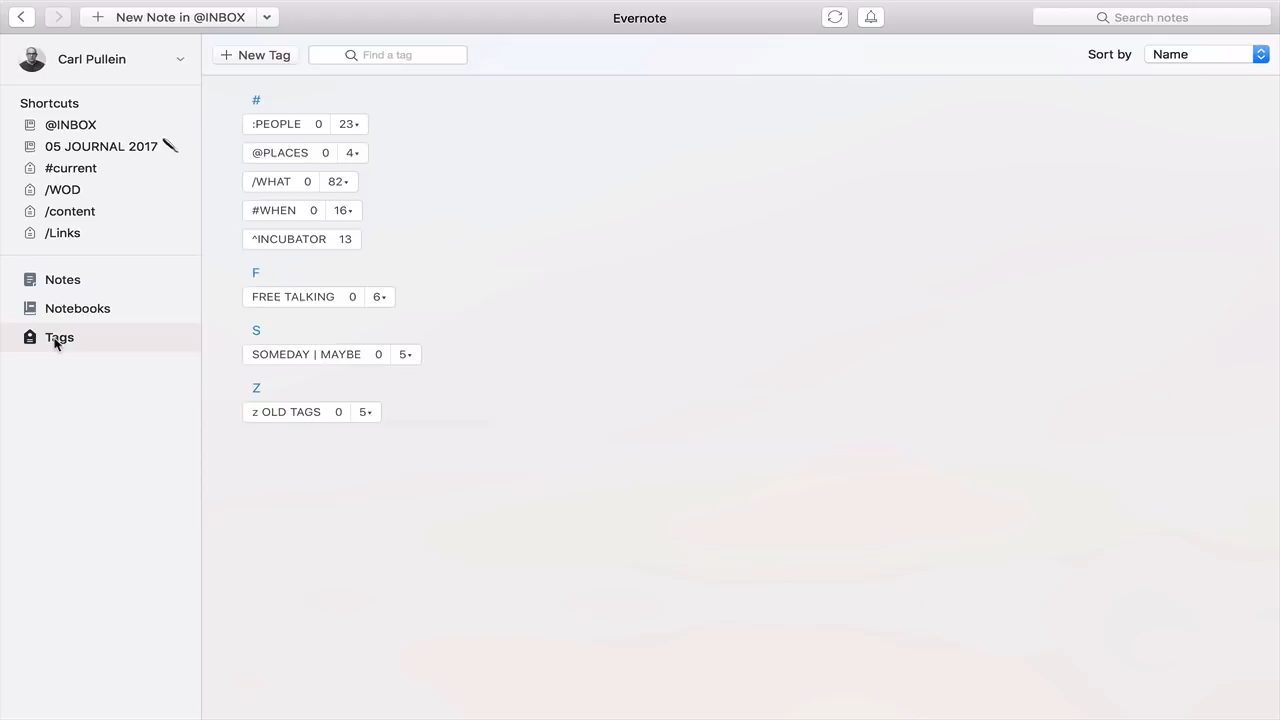 New Note in @INBOX
Evernote
Search notes
Carl Pullein
Shortcuts
@INBOX
05 JOURNAL 2017
#current
/WOD
/content
/Links
Notes
Notebooks
Tags
New Tag
Find a tag
Sort by Name
#
:PEOPLE 0 23
@PLACES 0 4
/WHAT 0 82
#WHEN 0 16
^INCUBATOR 13
F
FREE TALKING 0 6
S
SOMEDAY | MAYBE 0 5
Z
z OLD TAGS 0 5